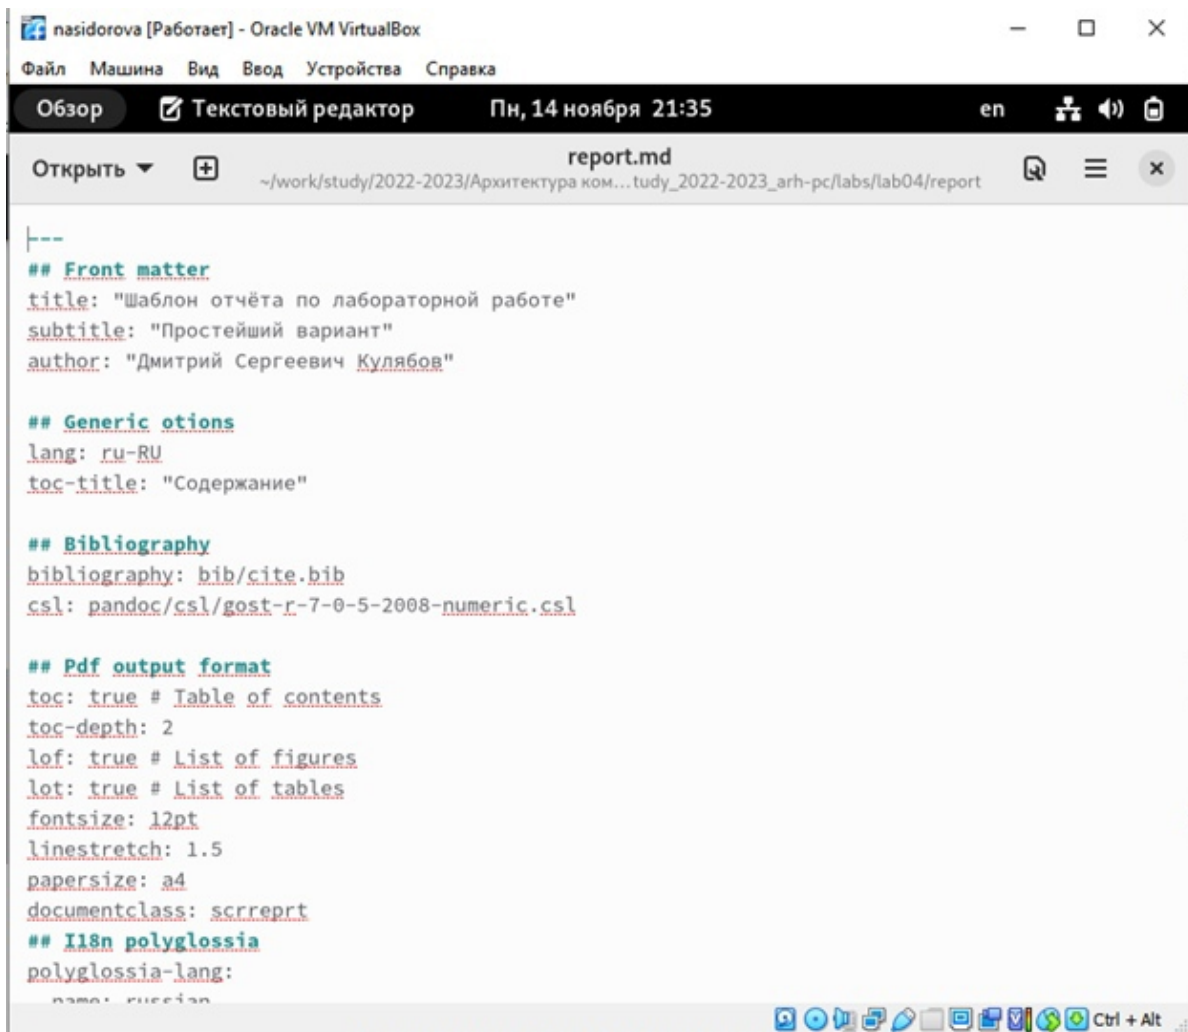 nasidorova [Работает] - Oracle VM VirtualBox
Файл Машина Вид Ввод Устройства Справка
Обзор Текстовый редактор Пн, 14 ноября 21:35 en
Открыть report.md
~/work/study/2022-2023/Архитектура ком...tudy_2022-2023_arh-pc/labs/lab04/report
---
## Front matter
title: "Шаблон отчёта по лабораторной работе"
subtitle: "Простейший вариант"
author: "Дмитрий Сергеевич Кулябов"
## Generic otions
lang: ru-RU
toc-title: "Содержание"
## Bibliography
bibliography: bib/cite.bib
csl: pandoc/csl/gost-r-7-0-5-2008-numeric.csl
## Pdf output format
toc: true # Table of contents
toc-depth: 2
lof: true # List of figures
lot: true # List of tables
fontsize: 12pt
linestretch: 1.5
papersize: a4
documentclass: scrreprt
## I18n polyglossia
polyglossia-lang:
name: russian
Ctrl + Alt